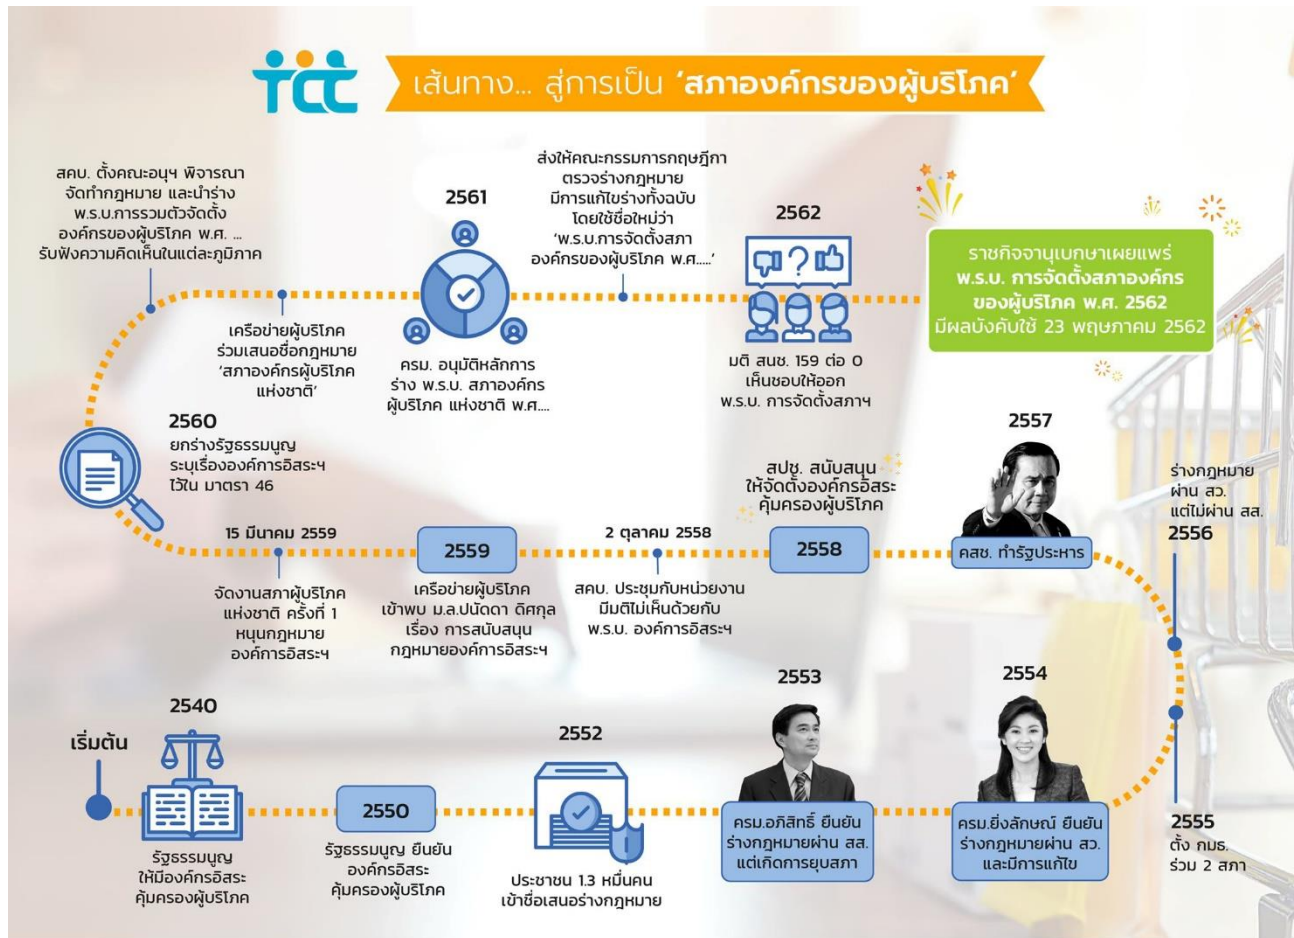 TCC
เส้นทาง... สู่การเป็น 'สภาองค์กรของผู้บริโภค'
สคบ. ตั้งคณะอนุฯ พิจารณา
จัดทำกฎหมาย และนำร่าง
พ.ร.บ.การรวมตัวจัดตั้ง
องค์กรของผู้บริโภค พ.ศ. ...
รับฟังความคิดเห็นในแต่ละภูมิภาค
เครือข่ายผู้บริโภค
ร่วมเสนอชื่อกฎหมาย
'สภาองค์กรผู้บริโภค
แห่งชาติ'
2561
ครม. อนุมัติหลักการ
ร่าง พ.ร.บ. สภาองค์กร
ผู้บริโภค แห่งชาติ พ.ศ....
ส่งให้คณะกรรมการกฤษฎีกา
ตรวจร่างกฎหมาย
มีการแก้ไขร่างทั้งฉบับ
โดยใช้ชื่อใหม่ว่า
'พ.ร.บ.การจัดตั้งสภา
องค์กรของผู้บริโภค พ.ศ.....'
2562
?
มติ สนช. 159 ต่อ 0
เห็นชอบให้ออก
พ.ร.บ. การจัดตั้งสภาฯ
ราชกิจจานุเบกษาเผยแพร่
พ.ร.บ. การจัดตั้งสภาองค์กร
ของผู้บริโภค พ.ศ. 2562
มีผลบังคับใช้ 23 พฤษภาคม 2562
2560
ยกร่างรัฐธรรมนูญ
ระบุเรื่ององค์การอิสระฯ
ไว้ใน มาตรา 46
15 มีนาคม 2559
จัดงานสภาผู้บริโภค
แห่งชาติ ครั้งที่ 1
หนุนกฎหมาย
องค์การอิสระฯ
2559
เครือข่ายผู้บริโภค
เข้าพบ ม.ล.ปนัดดา ดิศกุล
เรื่อง การสนับสนุน
กฎหมายองค์การอิสระฯ
2 ตุลาคม 2558
สคบ. ประชุมกับหน่วยงาน
มีมติไม่เห็นด้วยกับ
พ.ร.บ. องค์การอิสระฯ
สปช. สนับสนุน
ให้จัดตั้งองค์กรอิสระ
คุ้มครองผู้บริโภค
2558
2557
คสช. ทำรัฐประหาร
ร่างกฎหมาย
ผ่าน สว.
แต่ไม่ผ่าน สส.
2556
เริ่มต้น
2540
รัฐธรรมนูญ
ให้มีองค์กรอิสระ
คุ้มครองผู้บริโภค
2550
รัฐธรรมนูญ ยืนยัน
องค์กรอิสระ
คุ้มครองผู้บริโภค
2552
ประชาชน 1.3 หมื่นคน
เข้าชื่อเสนอร่างกฎหมาย
2553
ครม.อภิสิทธิ์ ยืนยัน
ร่างกฎหมายผ่าน สส.
แต่เกิดการยุบสภา
2554
ครม.ยิ่งลักษณ์ ยืนยัน
ร่างกฎหมายผ่าน สว.
และมีการแก้ไข
2555
ตั้ง กมธ.
ร่วม 2 สภา